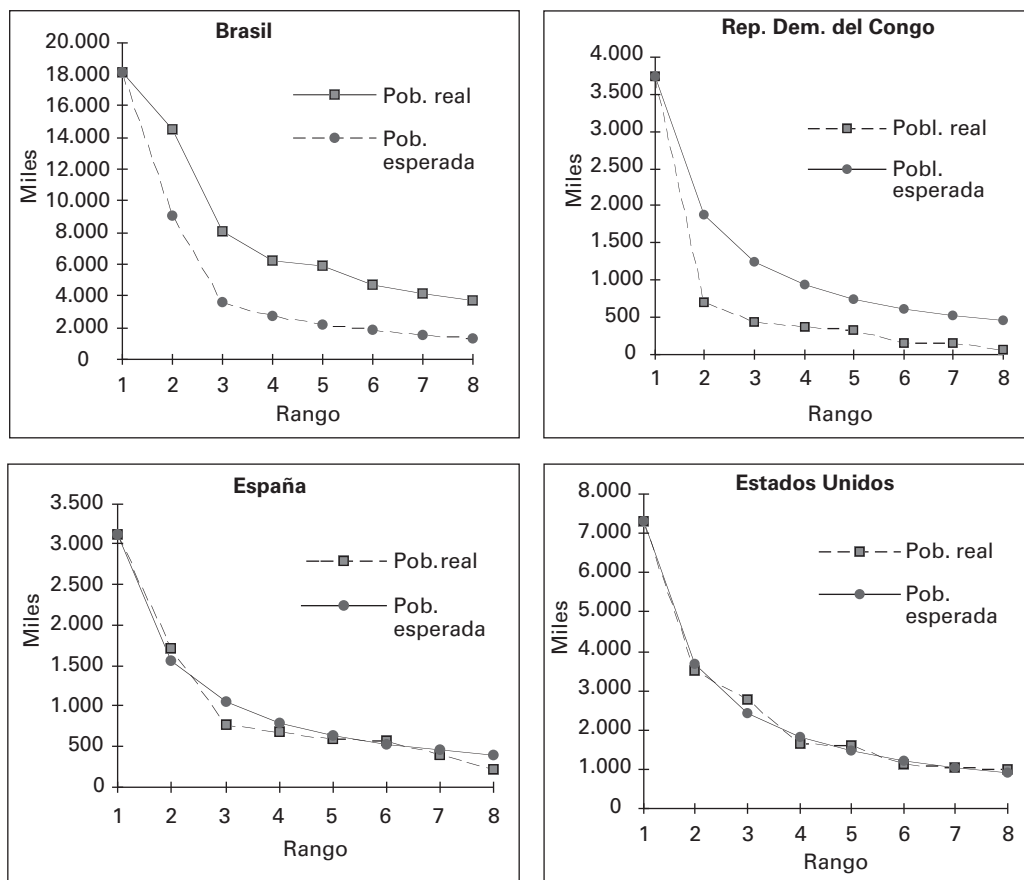 Brasil
20.000
18.000
16.000
14.000
12.000
10.000
8.000
6.000
4.000
2.000
0
Miles
Pob. real
Pob.
esperada
1 2 3 4 5 6 7 8
Rango
Rep. Dem. del Congo
4.000
3.500
3.000
2.500
2.000
1.500
1.000
500
0
Miles
Pobl. real
Pobl.
esperada
1 2 3 4 5 6 7 8
Rango
España
3.500
3.000
2.500
2.000
1.500
1.000
500
0
Miles
Pob. real
Pob.
esperada
1 2 3 4 5 6 7 8
Rango
Estados Unidos
8.000
7.000
6.000
5.000
4.000
3.000
2.000
1.000
0
Miles
Pob. real
Pob.
esperada
1 2 3 4 5 6 7 8
Rango